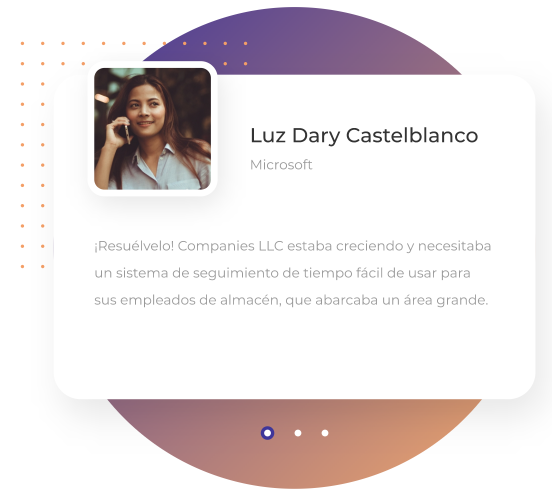 Luz Dary Castelblanco
Microsoft
¡Resuélvelo! Companies LLC estaba creciendo y necesitaba
un sistema de seguimiento de tiempo fácil de usar para
sus empleados de almacén, que abarcaba un área grande.